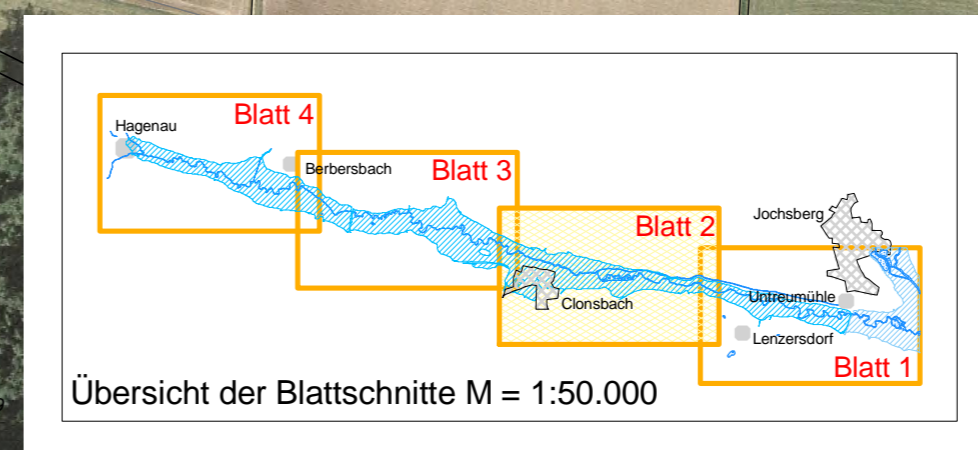 Hagenau
Blatt 4
Berbersbach
Blatt 3
Blatt 2
Jochsberg
Clonsbach
Untreumühle
Lenzersdorf
Blatt 1
Übersicht der Blattschnitte M = 1:50.000